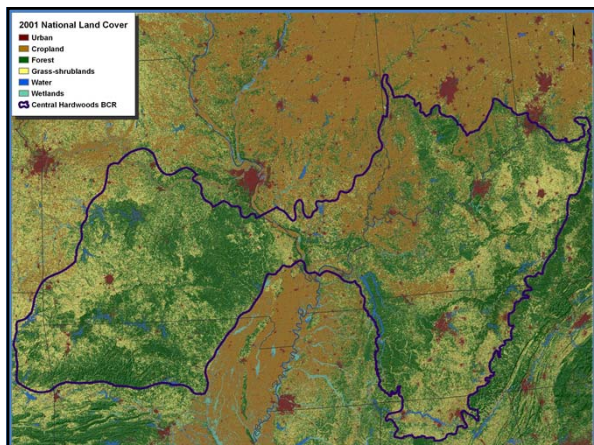 2001 National Land Cover
Urban
Cropland
Forest
Grass-shrublands
Water
Wetlands
Central Hardwoods BCR